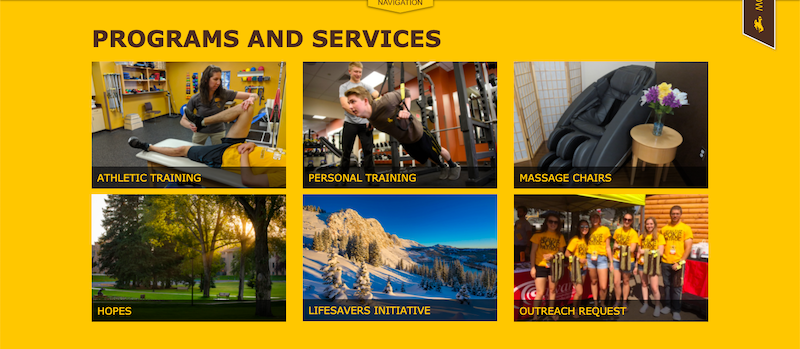 NAVIGATION
PROGRAMS AND SERVICES
ATHLETIC TRAINING
PERSONAL TRAINING
MASSAGE CHAIRS
HOPES
LIFESAVERS INITIATIVE
OUTREACH REQUEST